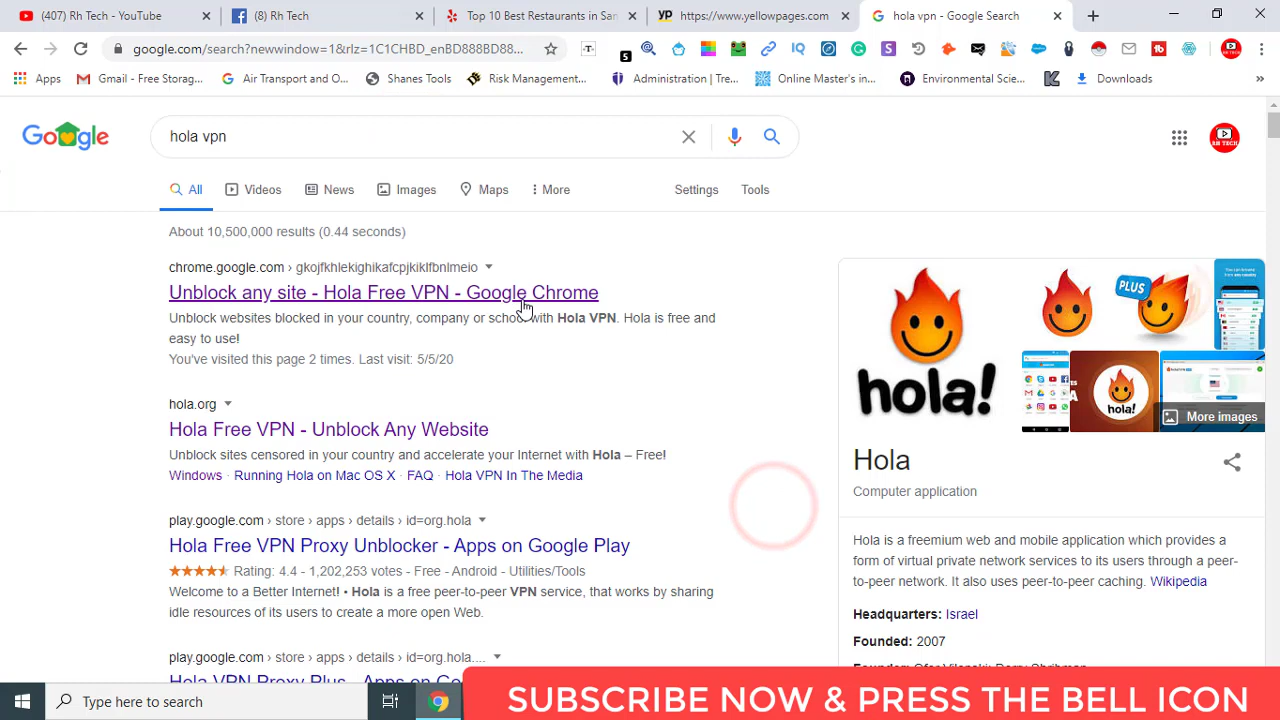 (407) Rh Tech - YouTube
(8) Rh Tech
Top 10 Best Restaurants in San
https://www.yellowpages.com
hola vpn - Google Search
google.com/search?newwindow=1&rlz=1C1CHBD_enBD888BD88...
Apps
Gmail - Free Storag...
Air Transport and O...
Shanes Tools
Risk Management...
Administration | Tre...
Online Master's in...
Environmental Scie...
Downloads
Google
hola vpn
RH TECH
All
Videos
News
Images
Maps
More
Settings
Tools
About 10,500,000 results (0.44 seconds)
chrome.google.com › gkojfkhlekighikafcpjkiklfbnlmeio
Unblock any site - Hola Free VPN - Google Chrome
Unblock websites blocked in your country, company or school with Hola VPN. Hola is free and
easy to use!
You've visited this page 2 times. Last visit: 5/5/20
hola.org
Hola Free VPN - Unblock Any Website
Unblock sites censored in your country and accelerate your Internet with Hola – Free!
Windows · Running Hola on Mac OS X · FAQ · Hola VPN In The Media
play.google.com › store › apps › details › id=org.hola
Hola Free VPN Proxy Unblocker - Apps on Google Play
Rating: 4.4 - 1,202,253 votes - Free - Android - Utilities/Tools
Welcome to a Better Internet! • Hola is a free peer-to-peer VPN service, that works by sharing
idle resources of its users to create a more open Web.
play.google.com › store › apps › details › id=org.hola....
Hola VPN Proxy Plus - Apps on Go
hola!
PLUS
hola!
More images
Hola
Computer application
Hola is a freemium web and mobile application which provides a
form of virtual private network services to its users through a peer-
to-peer network. It also uses peer-to-peer caching. Wikipedia
Headquarters: Israel
Founded: 2007
Type here to search
SUBSCRIBE NOW & PRESS THE BELL ICON